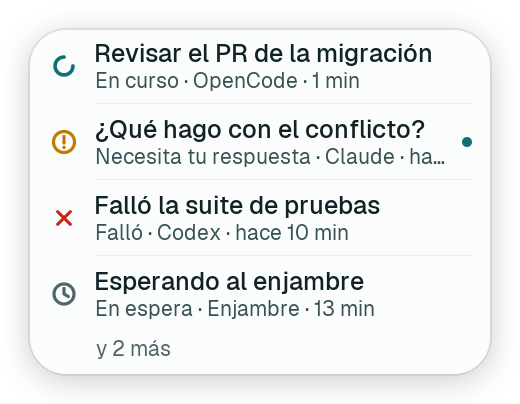 Revisar el PR de la migración
En curso · OpenCode · 1 min
¿Qué hago con el conflicto?
Necesita tu respuesta · Claude · ha...
Falló la suite de pruebas
Falló · Codex · hace 10 min
Esperando al enjambre
En espera · Enjambre · 13 min
y 2 más